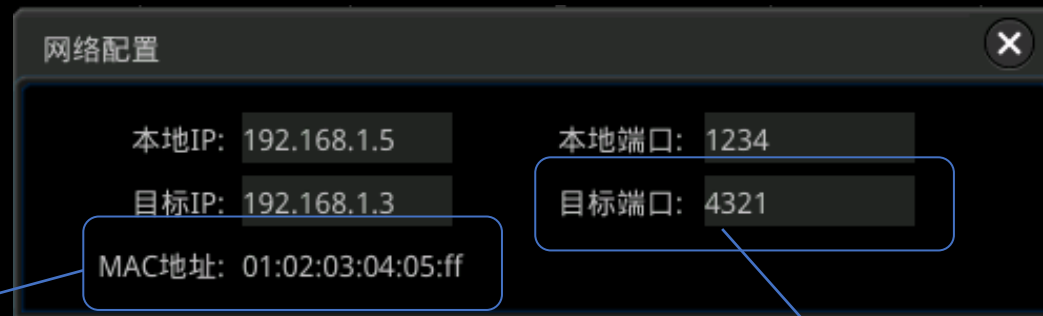 网络配置
本地IP: 192.168.1.5 本地端口: 1234
目标IP: 192.168.1.3 目标端口: 4321
MAC地址: 01:02:03:04:05:ff